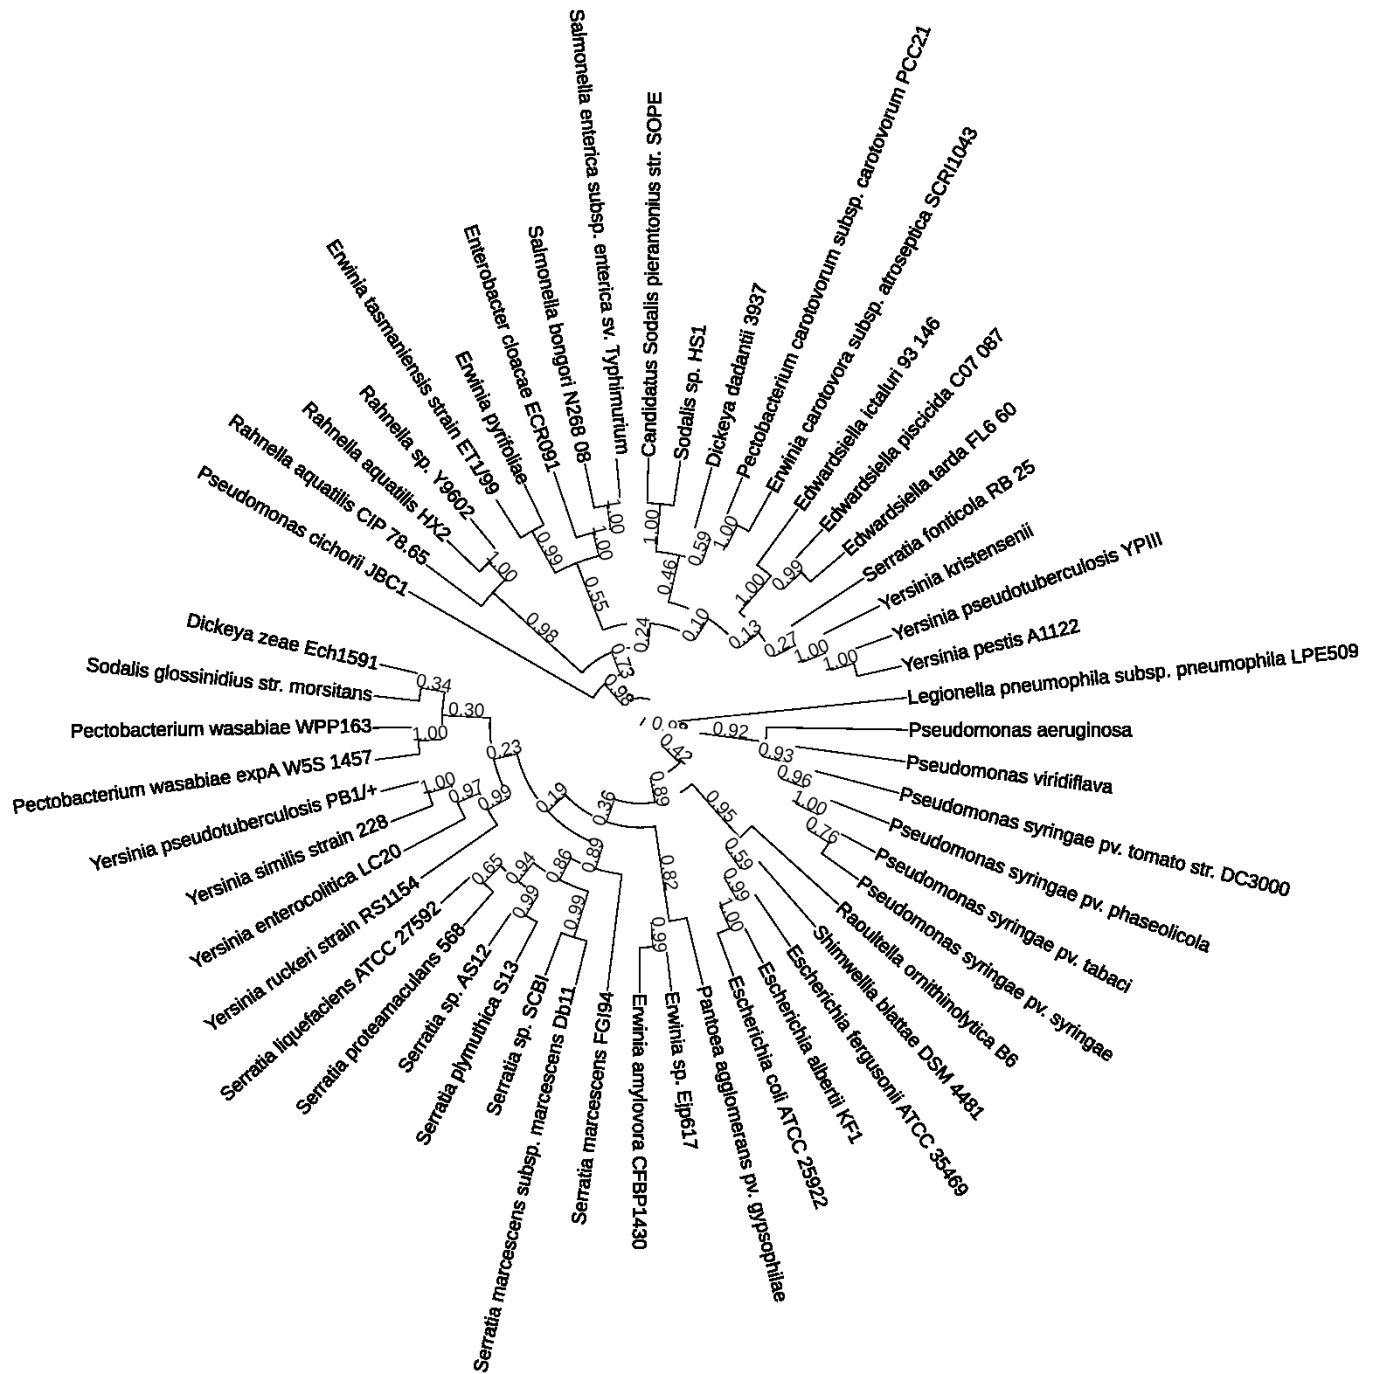 Salmonella enterica subsp. enterica sv. Typhimurium
Candidatus Sodalis pierantonius str. SOPE
Sodalis sp. HS1
Dickeya dadantii 3937
Pectobacterium carotovorum subsp. carotovorum PCC21
Erwinia carotovora subsp. atroseptica SCRI1043
Edwardsiella ictaluri 93 146
Edwardsiella piscicida C07 087
Edwardsiella tarda FL6 60
Serratia fonticola RB 25
Yersinia kristensenii
Yersinia pseudotuberculosis YPIII
Yersinia pestis A1122
Legionella pneumophila subsp. pneumophila LPE509
Pseudomonas aeruginosa
Pseudomonas viridiflava
Pseudomonas syringae pv. tomato str. DC3000
Pseudomonas syringae pv. phaseolicola
Pseudomonas syringae pv. tabaci
Pseudomonas syringae pv. syringae
Raoultella ornithinolytica B6
Shimwellia blattae DSM 4481
Escherichia fergusonii ATCC 35469
Escherichia albertii KF1
Escherichia coli ATCC 25922
Pantoea agglomerans pv. gypsophilae
Erwinia sp. Ejp617
Erwinia amylovora CFBP1430
Serratia marcescens FGI94
Serratia marcescens subsp. marcescens Db11
Serratia sp. SCBI
Serratia plymuthica S13
Serratia sp. AS12
Serratia proteamaculans 568
Serratia liquefaciens ATCC 27592
Yersinia ruckeri strain RS1154
Yersinia enterocolitica LC20
Yersinia similis strain 228
Yersinia pseudotuberculosis PB1/+
Pectobacterium wasabiae expA W5S 1457
Pectobacterium wasabiae WPP163
Sodalis glossinidius str. morsitans
Dickeya zeae Ech1591
Pseudomonas cichorii JBC1
Rahnella aquatilis CIP 78.65
Rahnella aquatilis HX2
Rahnella sp. Y9602
Erwinia tasmaniensis strain ET1/99
Erwinia pyrifoliae
Enterobacter cloacae ECR091
Salmonella bongori N268 08
1.00
1.00
0.99
0.55
1.00
0.98
0.73
0.98
0.24
1.00
0.46
0.59
1.00
0.10
1.00
0.99
0.13
0.27
1.00
1.00
0.92
0.93
0.96
1.00
0.76
0.42
0.89
0.95
0.59
0.99
1.00
0.36
0.82
0.99
0.19
0.89
0.86
0.99
0.94
0.99
0.65
0.23
0.99
0.97
1.00
0.30
0.34
1.00